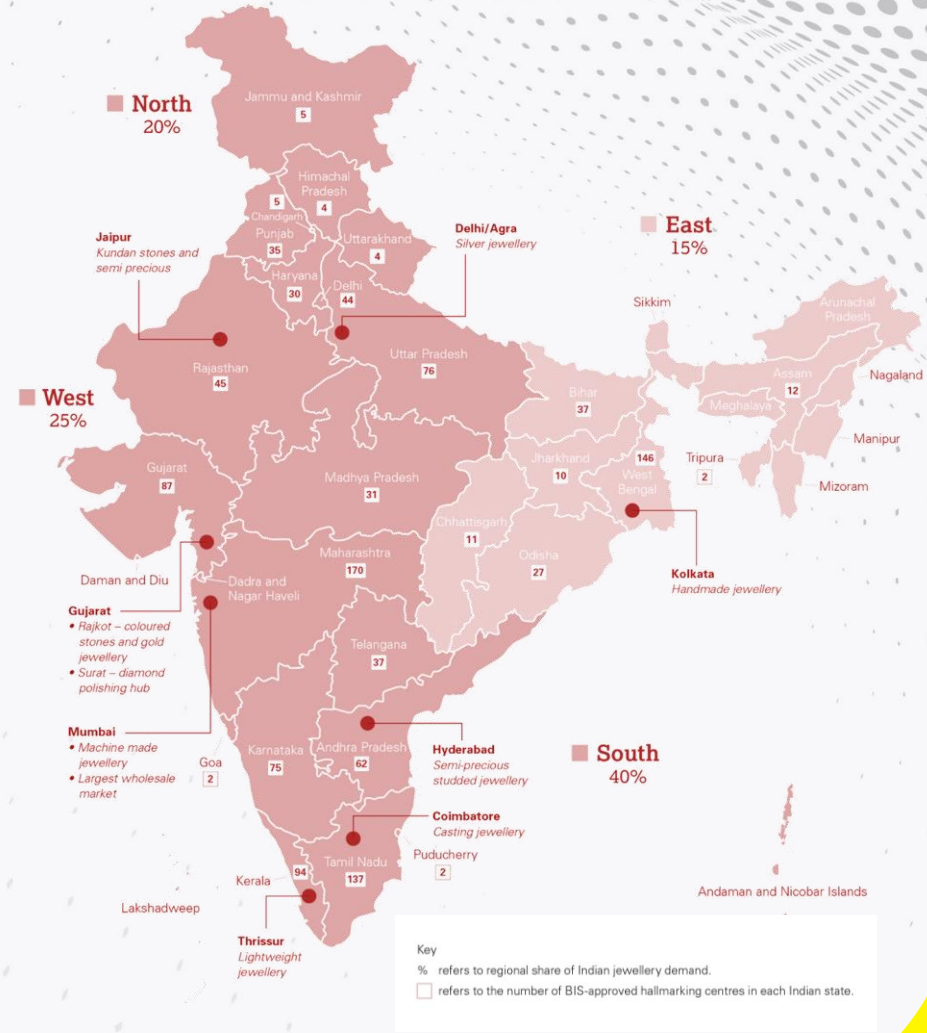 North
20%
Jammu and Kashmir
5
Himachal
Pradesh
4
5
Chandigarh
Punjab
35
Uttarakhand
4
Haryana
30
Delhi
44
Jaipur
Kundan stones and
semi precious
Delhi/Agra
Silver jewellery
East
15%
Sikkim
Arunachal
Pradesh
Assam
12
Nagaland
Meghalaya
Manipur
Tripura
2
Mizoram
Rajasthan
45
Uttar Pradesh
76
Bihar
37
Jharkhand
10
146
West
Bengal
West
25%
Gujarat
87
Madhya Pradesh
31
Chhattisgarh
11
Odisha
27
Kolkata
Handmade jewellery
Maharashtra
170
Daman and Diu
Dadra and
Nagar Haveli
Gujarat
• Rajkot – coloured
stones and gold
jewellery
• Surat – diamond
polishing hub
Telangana
37
Mumbai
• Machine made
jewellery
• Largest wholesale
market
Goa
2
Karnataka
75
Andhra Pradesh
62
Hyderabad
Semi-precious
studded jewellery
South
40%
Coimbatore
Casting jewellery
Puducherry
2
Kerala
94
Tamil Nadu
137
Lakshadweep
Andaman and Nicobar Islands
Thrissur
Lightweight
jewellery
Key
% refers to regional share of Indian jewellery demand.
refers to the number of BIS-approved hallmarking centres in each Indian state.